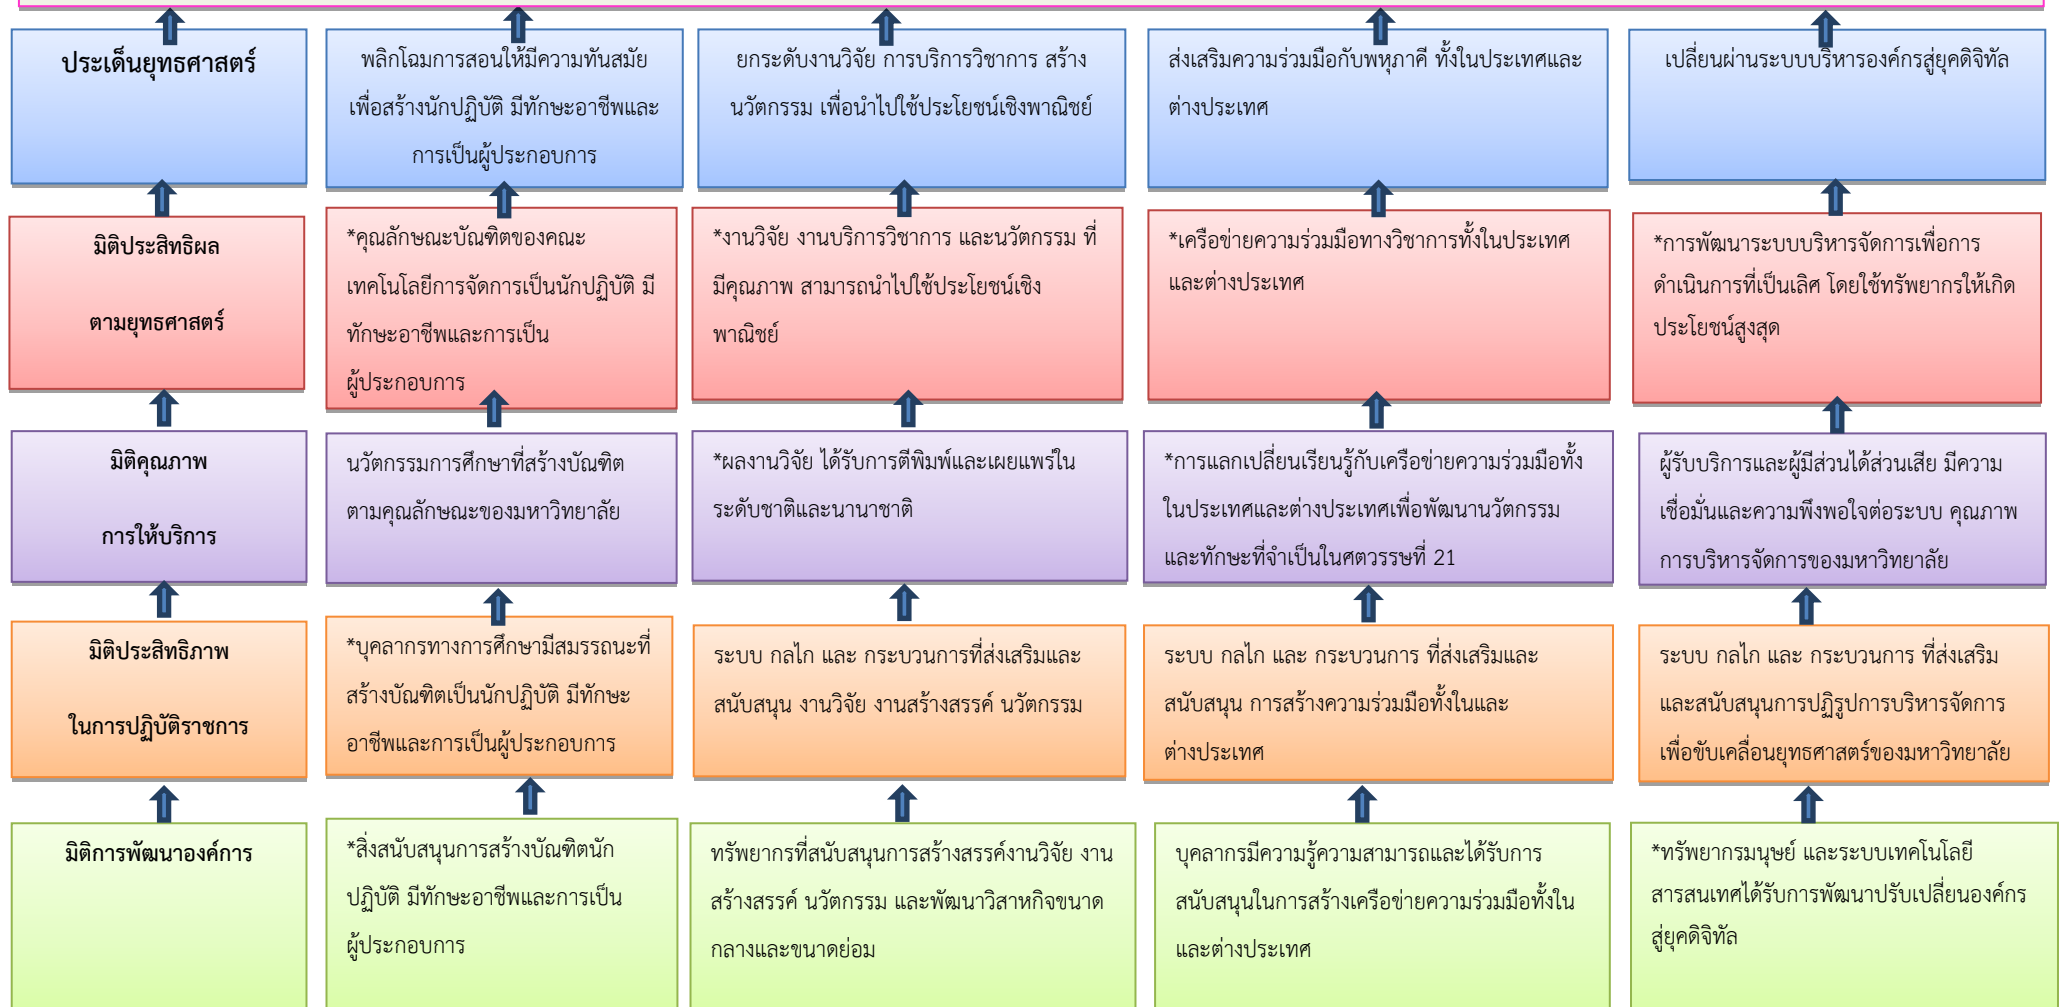 ประเด็นยุทธศาสตร์
พลิกโฉมการสอนให้มีความทันสมัย
เพื่อสร้างนักปฏิบัติ มีทักษะอาชีพและ
การเป็นผู้ประกอบการ
ยกระดับงานวิจัย การบริการวิชาการ สร้าง
นวัตกรรม เพื่อนำไปใช้ประโยชน์เชิงพาณิชย์
ส่งเสริมความร่วมมือกับพหุภาคี ทั้งในประเทศและ
ต่างประเทศ
เปลี่ยนผ่านระบบบริหารองค์กรสู่ยุคดิจิทัล
มิติประสิทธิผล
ตามยุทธศาสตร์
*คุณลักษณะบัณฑิตของคณะ
เทคโนโลยีการจัดการเป็นนักปฏิบัติ มี
ทักษะอาชีพและการเป็น
ผู้ประกอบการ
*งานวิจัย งานบริการวิชาการ และนวัตกรรม ที่
มีคุณภาพ สามารถนำไปใช้ประโยชน์เชิง
พาณิชย์
*เครือข่ายความร่วมมือทางวิชาการทั้งในประเทศ
และต่างประเทศ
*การพัฒนาระบบบริหารจัดการเพื่อการ
ดำเนินการที่เป็นเลิศ โดยใช้ทรัพยากรให้เกิด
ประโยชน์สูงสุด
มิติคุณภาพ
การให้บริการ
นวัตกรรมการศึกษาที่สร้างบัณฑิต
ตามคุณลักษณะของมหาวิทยาลัย
*ผลงานวิจัย ได้รับการตีพิมพ์และเผยแพร่ใน
ระดับชาติและนานาชาติ
*การแลกเปลี่ยนเรียนรู้กับเครือข่ายความร่วมมือทั้ง
ในประเทศและต่างประเทศเพื่อพัฒนานวัตกรรม
และทักษะที่จำเป็นในศตวรรษที่ 21
ผู้รับบริการและผู้มีส่วนได้ส่วนเสีย มีความ
เชื่อมั่นและความพึงพอใจต่อระบบ คุณภาพ
การบริหารจัดการของมหาวิทยาลัย
มิติประสิทธิภาพ
ในการปฏิบัติราชการ
*บุคลากรทางการศึกษามีสมรรถนะที่
สร้างบัณฑิตเป็นนักปฏิบัติ มีทักษะ
อาชีพและการเป็นผู้ประกอบการ
ระบบ กลไก และ กระบวนการที่ส่งเสริมและ
สนับสนุน งานวิจัย งานสร้างสรรค์ นวัตกรรม
ระบบ กลไก และ กระบวนการ ที่ส่งเสริมและ
สนับสนุน การสร้างความร่วมมือทั้งในและ
ต่างประเทศ
ระบบ กลไก และ กระบวนการ ที่ส่งเสริม
และสนับสนุนการปฏิรูปการบริหารจัดการ
เพื่อขับเคลื่อนยุทธศาสตร์ของมหาวิทยาลัย
มิติการพัฒนาองค์การ
*สิ่งสนับสนุนการสร้างบัณฑิตนัก
ปฏิบัติ มีทักษะอาชีพและการเป็น
ผู้ประกอบการ
ทรัพยากรที่สนับสนุนการสร้างสรรค์งานวิจัย งาน
สร้างสรรค์ นวัตกรรม และพัฒนาวิสาหกิจขนาด
กลางและขนาดย่อม
บุคลากรมีความรู้ความสามารถและได้รับการ
สนับสนุนในการสร้างเครือข่ายความร่วมมือทั้งใน
และต่างประเทศ
*ทรัพยากรมนุษย์ และระบบเทคโนโลยี
สารสนเทศได้รับการพัฒนาปรับเปลี่ยนองค์กร
สู่ยุคดิจิทัล